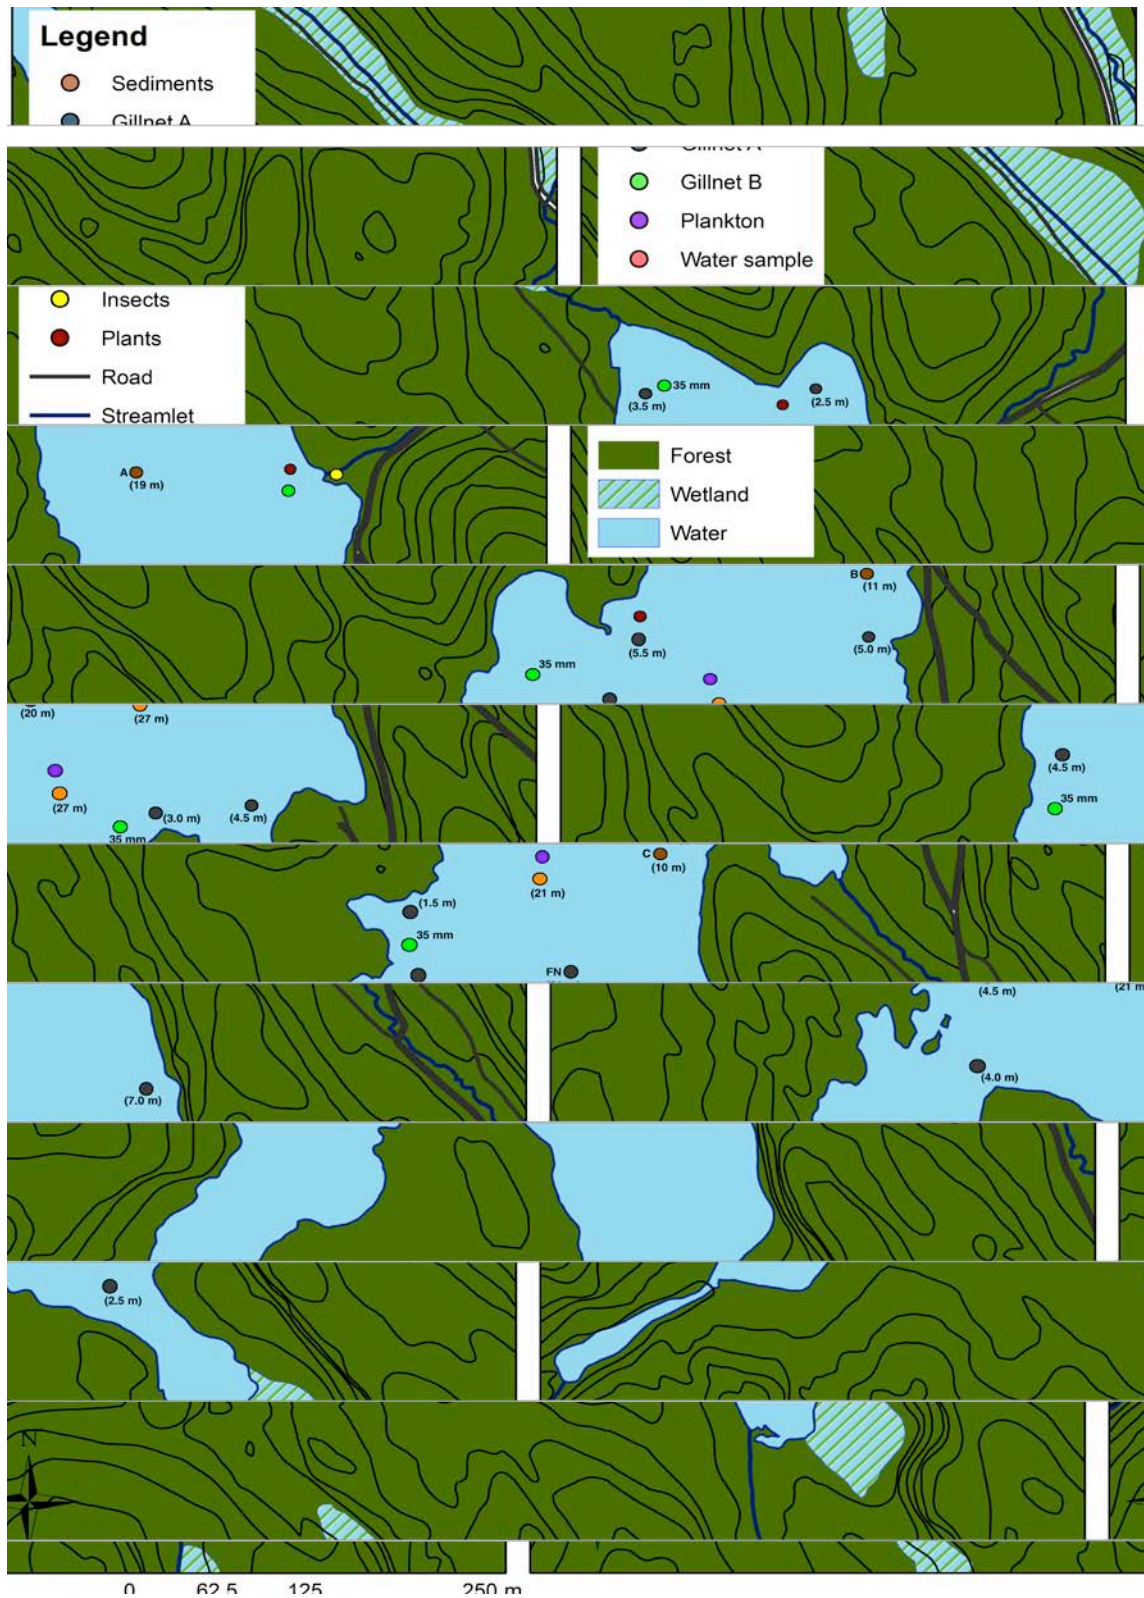 Legend
Sediments
Gillnet A
Gillnet A
Gillnet B
Plankton
Water sample
Insects
Plants
Road
Streamlet
35 mm
(3.5 m)
(2.5 m)
A
(19 m)
Forest
Wetland
Water
B
(11 m)
(5.5 m)
(5.0 m)
35 mm
(20 m)
(27 m)
(4.5 m)
(27 m)
(3.0 m)
(4.5 m)
35 mm
35 mm
C
(10 m)
(21 m)
(1.5 m)
35 mm
FN
(4.5 m)
(21 m
(7.0 m)
(4.0 m)
(2.5 m)
N
0 62.5 125 250 m